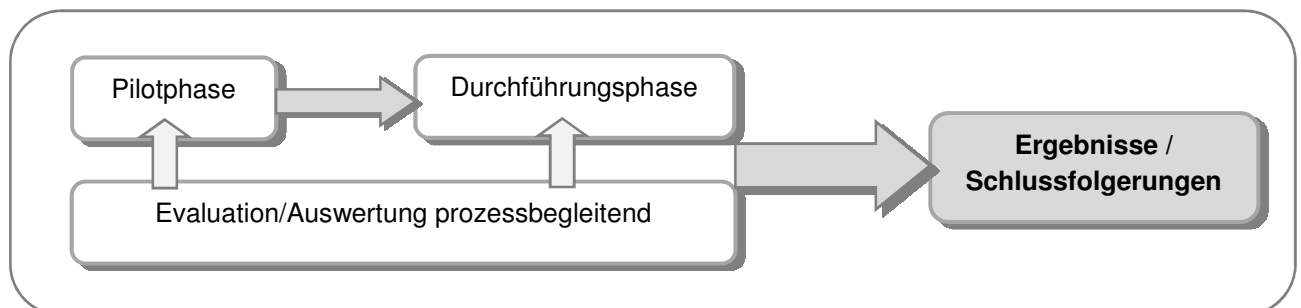 Pilotphase
Durchführungsphase
Evaluation/Auswertung prozessbegleitend
Ergebnisse /
Schlussfolgerungen